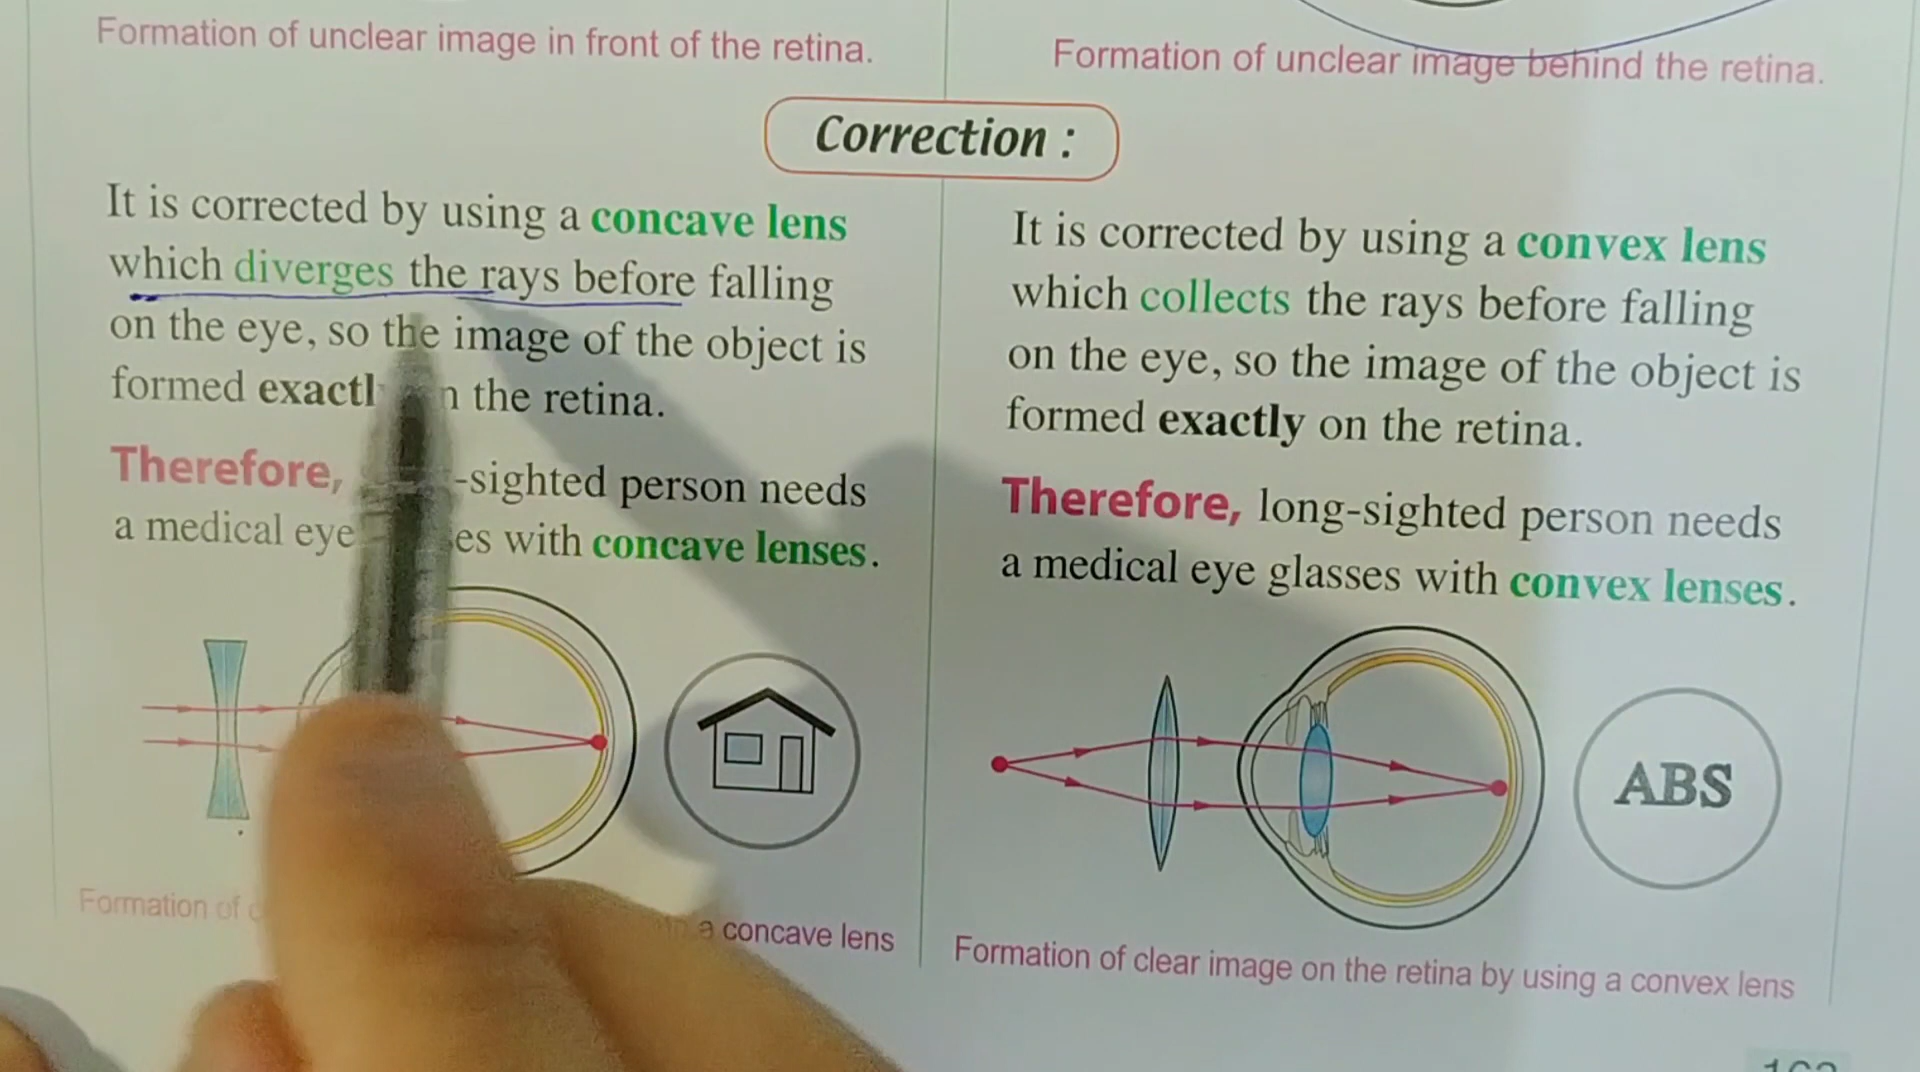 Formation of unclear image in front of the retina.
Formation of unclear image behind the retina.
Correction :
It is corrected by using a concave lens
which diverges the rays before falling
on the eye, so the image of the object is
formed exactl n the retina.
Therefore, -sighted person needs
a medical eye es with concave lenses.
Formation of
a concave lens
It is corrected by using a convex lens
which collects the rays before falling
on the eye, so the image of the object is
formed exactly on the retina.
Therefore, long-sighted person needs
a medical eye glasses with convex lenses.
ABS
Formation of clear image on the retina by using a convex lens